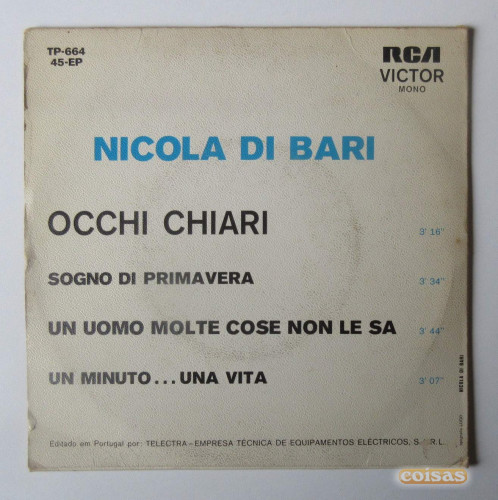 TP-664
45-EP
RCA
VICTOR
MONO
NICOLA DI BARI
OCCHI CHIARI 3' 16"
SOGNO DI PRIMAVERA 3' 34"
UN UOMO MOLTE COSE NON LE SA 3' 44"
UN MINUTO...UNA VITA 3' 07"
NICOLA DI BARI
Editado em Portugal por: TELECTRA-EMPRESA TÉCNICA DE EQUIPAMENTOS ELÉCTRICOS, S. A. R. L.
coisas